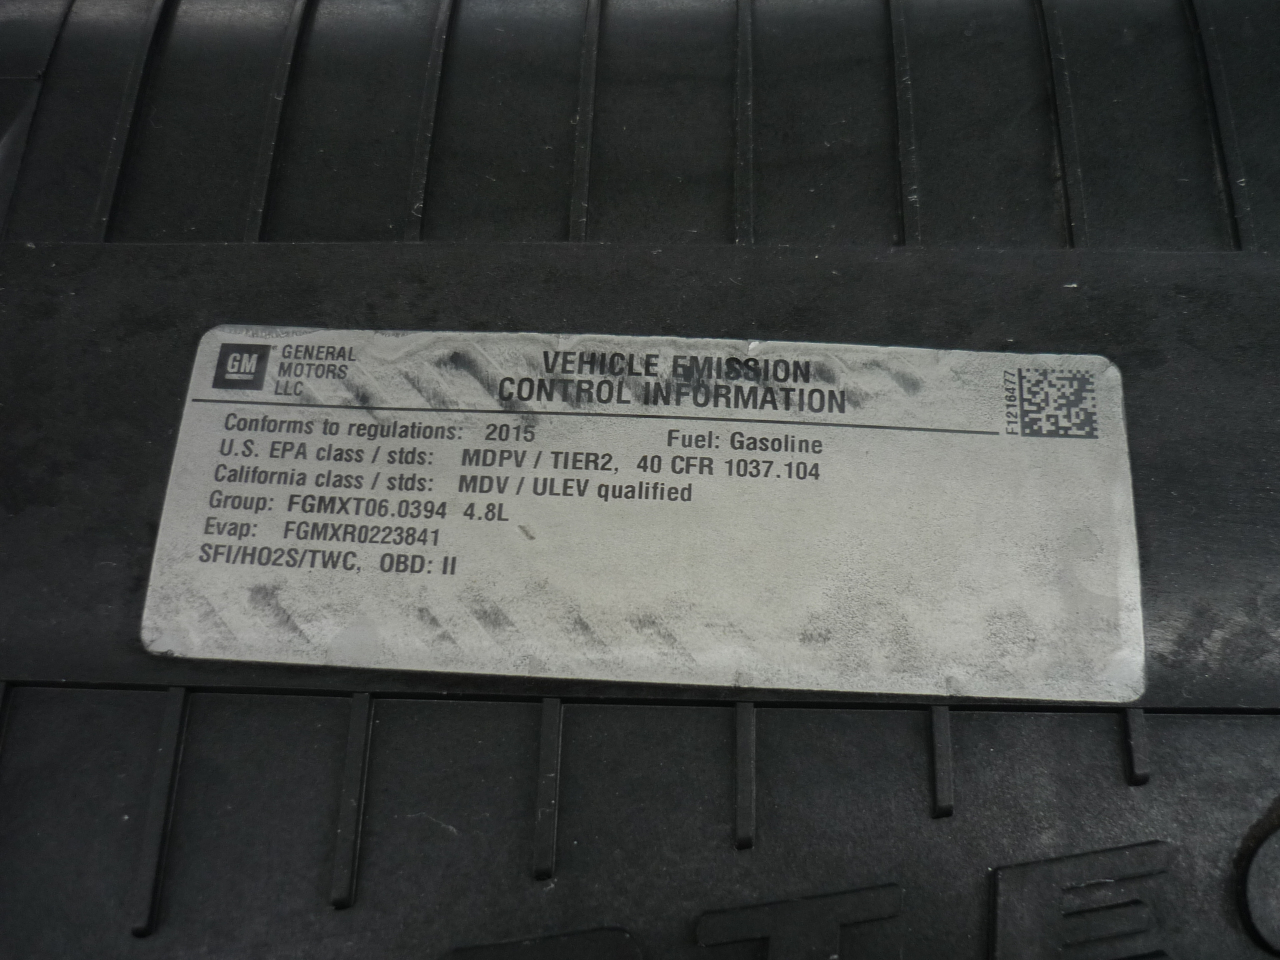 GM
GENERAL
MOTORS
LLC
VEHICLE EMISSION
CONTROL INFORMATION
F1216477
Conforms to regulations: 2015 Fuel: Gasoline
U.S. EPA class / stds: MDPV / TIER2, 40 CFR 1037.104
California class / stds: MDV / ULEV qualified
Group: FGMXT06.0394 4.8L
Evap: FGMXR0223841
SFI/HO2S/TWC, OBD: II